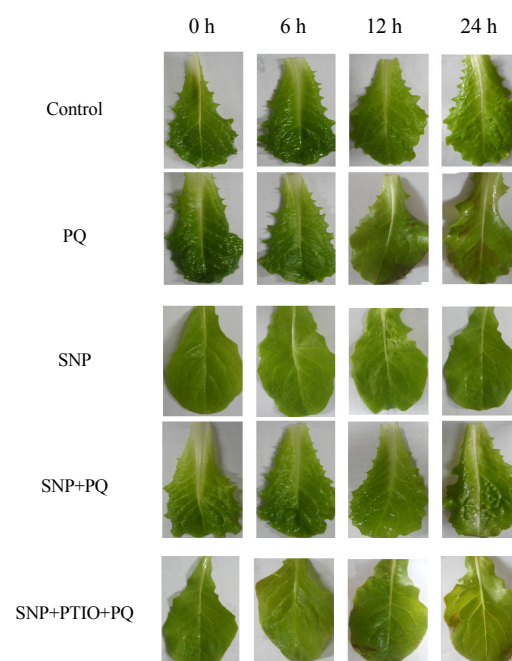 0 h 6 h 12 h 24 h
Control
PQ
SNP
SNP+PQ
SNP+PTIO+PQ